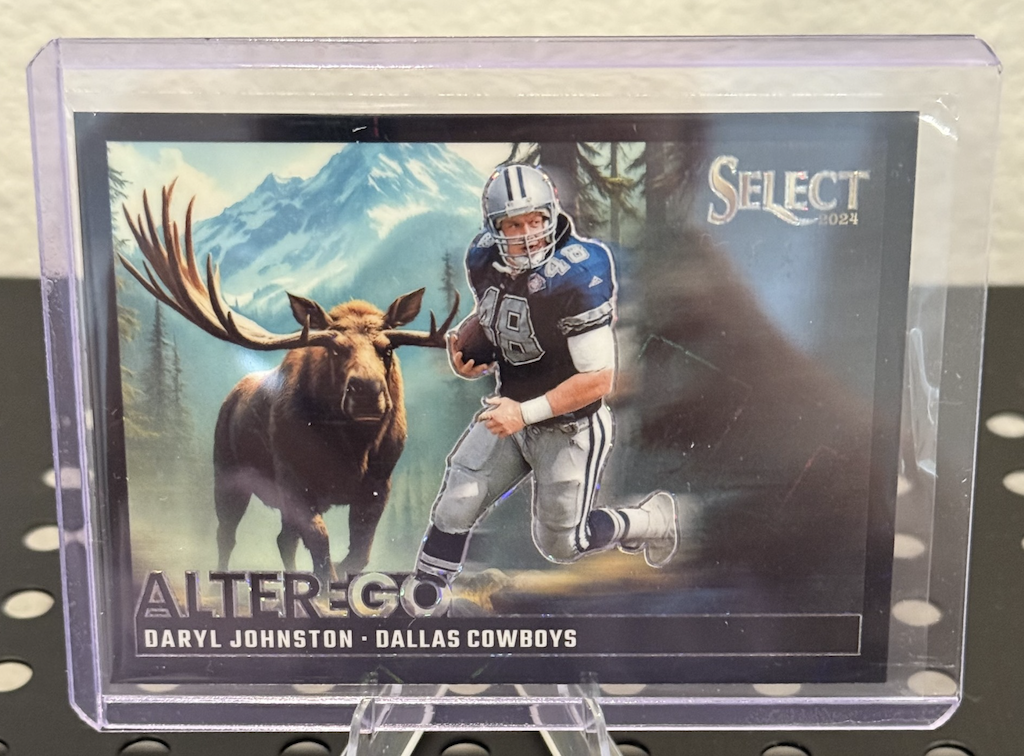 SELECT
2024
48
48
ALTER EGO
DARYL JOHNSTON · DALLAS COWBOYS